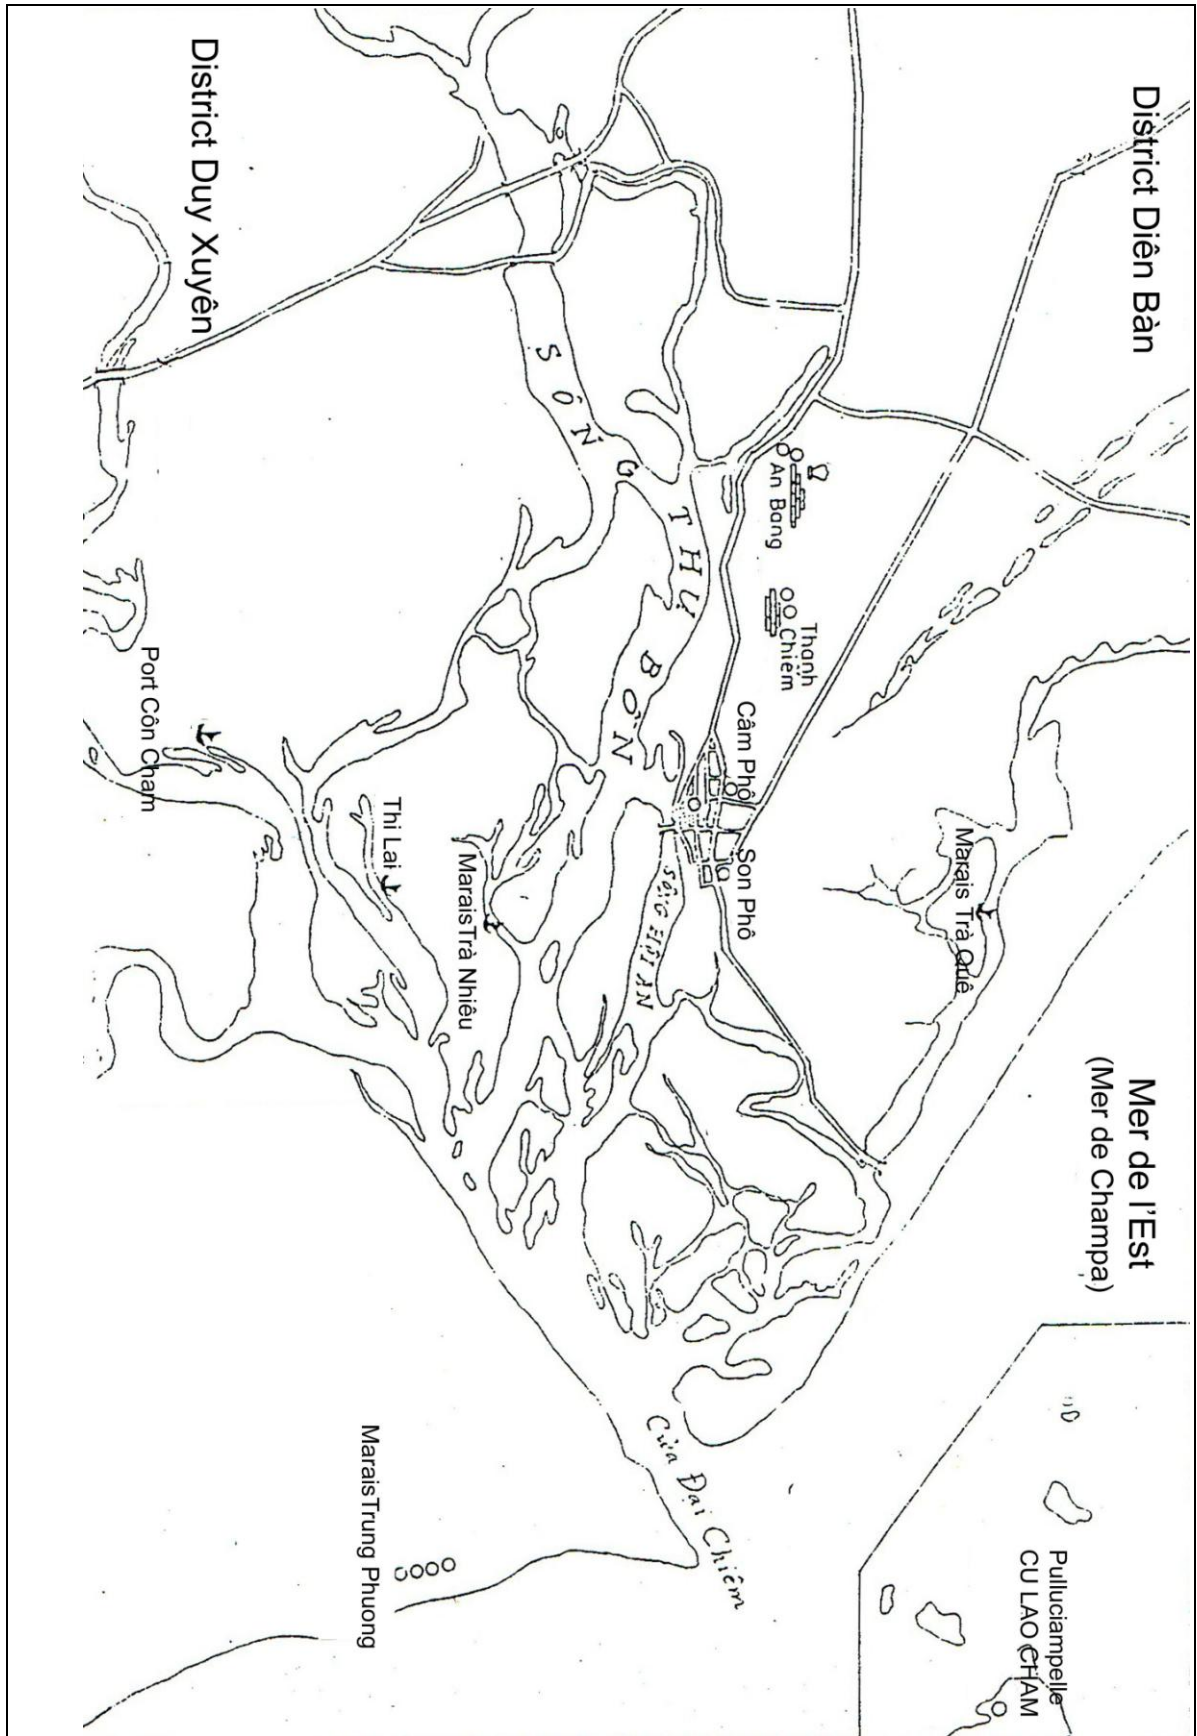 District Diên Bàn
Mer de l'Est
(Mer de Champa)
Pulluciampelle
CU LAO CHAM
Marais Trà Quê
An Bang
Thanh
Chiêm
Câm Phô
Son Phô
SÔNG THU BỒN
SÔNG HỘI AN
Cửa Đại Chiêm
MaraisTrà Nhiêu
Thi Lai
MaraisTrung Phuong
District Duy Xuyên
Port Côn Cham